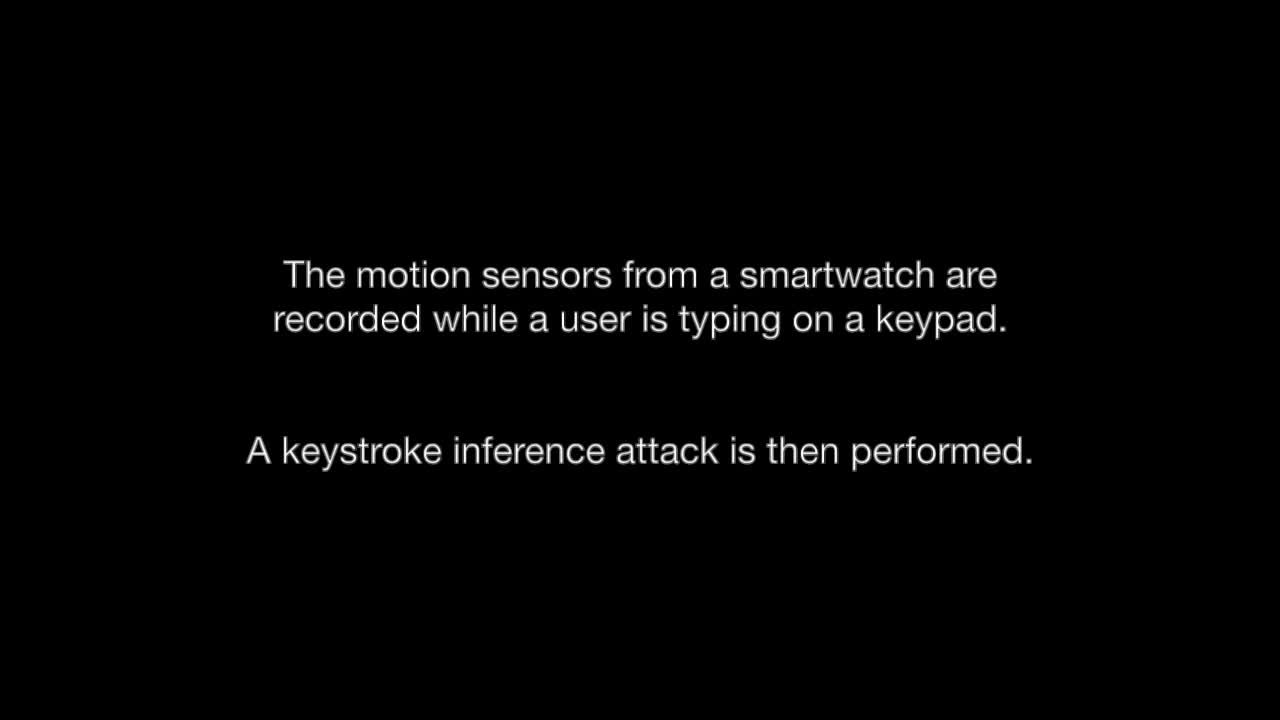 The motion sensors from a smartwatch are
recorded while a user is typing on a keypad.
A keystroke inference attack is then performed.